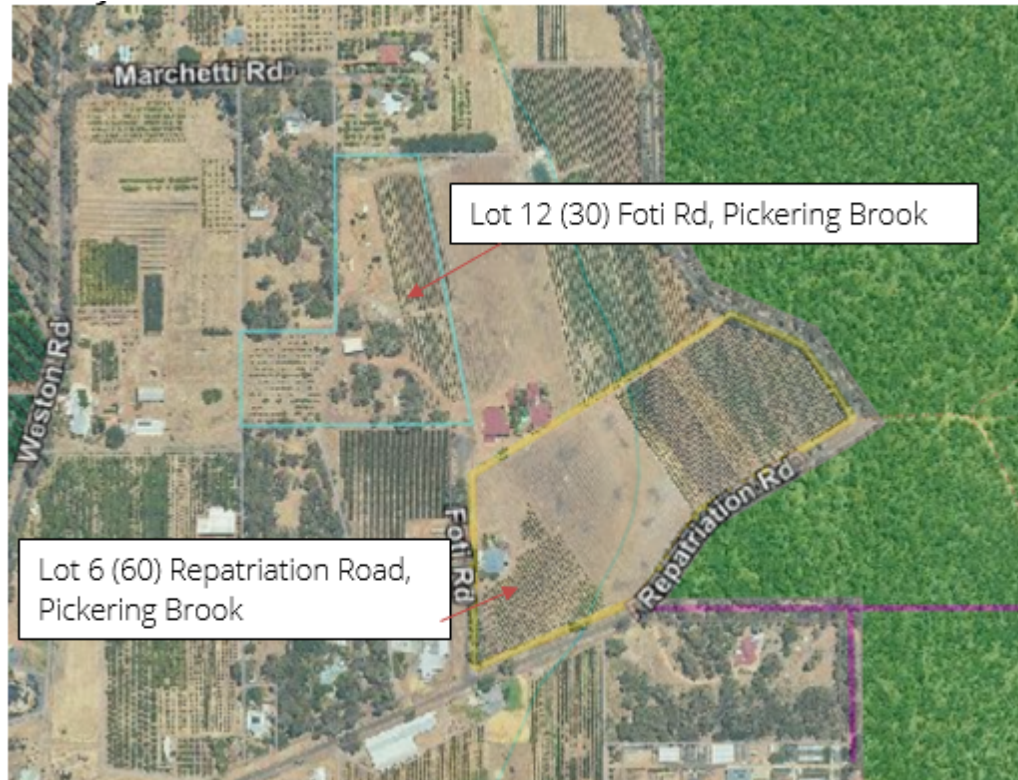 Marchetti Rd
Lot 12 (30) Foti Rd, Pickering Brook
Weston Rd
Foti Rd
Repatriation Rd
Lot 6 (60) Repatriation Road,
Pickering Brook